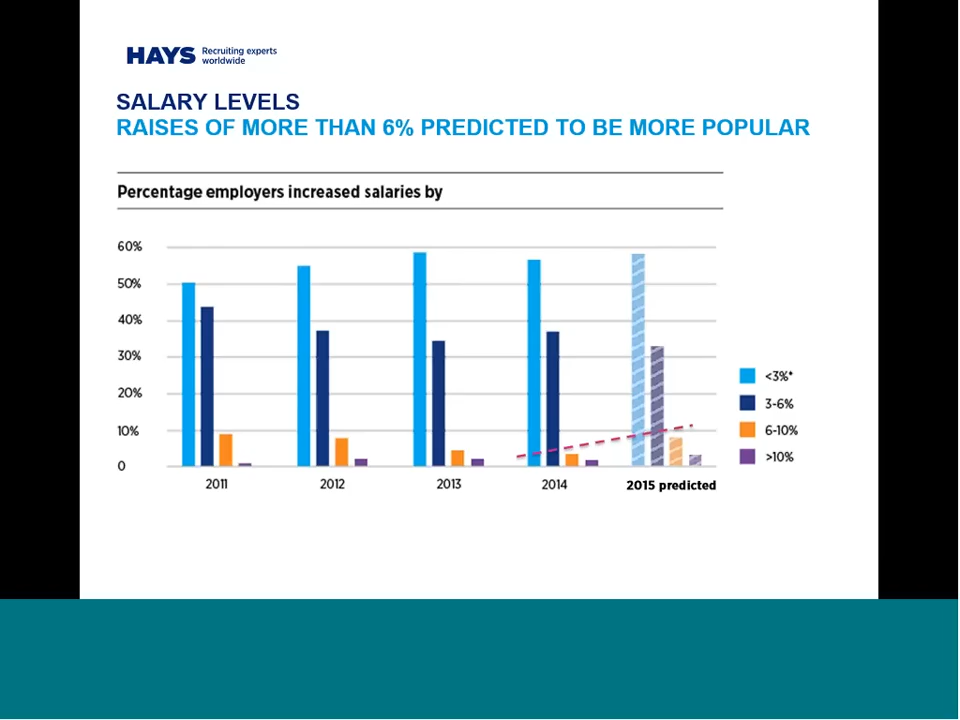 HAYS Recruiting experts
worldwide
SALARY LEVELS
RAISES OF MORE THAN 6% PREDICTED TO BE MORE POPULAR
Percentage employers increased salaries by
60%
50%
40%
30%
20%
10%
0
2011 2012 2013 2014 2015 predicted
<3%*
3-6%
6-10%
>10%